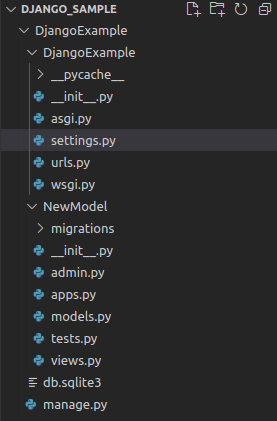 DJANGO_SAMPLE
DjangoExample
DjangoExample
__pycache__
__init__.py
asgi.py
settings.py
urls.py
wsgi.py
NewModel
migrations
__init__.py
admin.py
apps.py
models.py
tests.py
views.py
db.sqlite3
manage.py